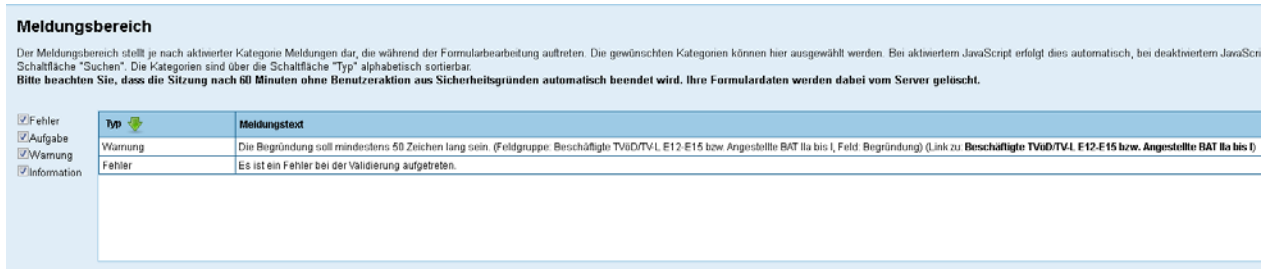 Meldungsbereich
Der Meldungsbereich stellt je nach aktivierter Kategorie Meldungen dar, die während der Formularbearbeitung auftreten. Die gewünschten Kategorien können hier ausgewählt werden. Bei aktiviertem JavaScript erfolgt dies automatisch, bei deaktiviertem JavaScri
Schaltfläche "Suchen". Die Kategorien sind über die Schaltfläche "Typ" alphabetisch sortierbar.
Bitte beachten Sie, dass die Sitzung nach 60 Minuten ohne Benutzeraktion aus Sicherheitsgründen automatisch beendet wird. Ihre Formulardaten werden dabei vom Server gelöscht.
Fehler
Aufgabe
Warnung
Information
Typ Meldungstext
Warnung Die Begründung soll mindestens 50 Zeichen lang sein. (Feldgruppe: Beschäftigte TVöD/TV-L E12-E15 bzw. Angestellte BAT IIa bis I, Feld: Begründung) (Link zu: Beschäftigte TVöD/TV-L E12-E15 bzw. Angestellte BAT IIa bis I)
Fehler Es ist ein Fehler bei der Validierung aufgetreten.